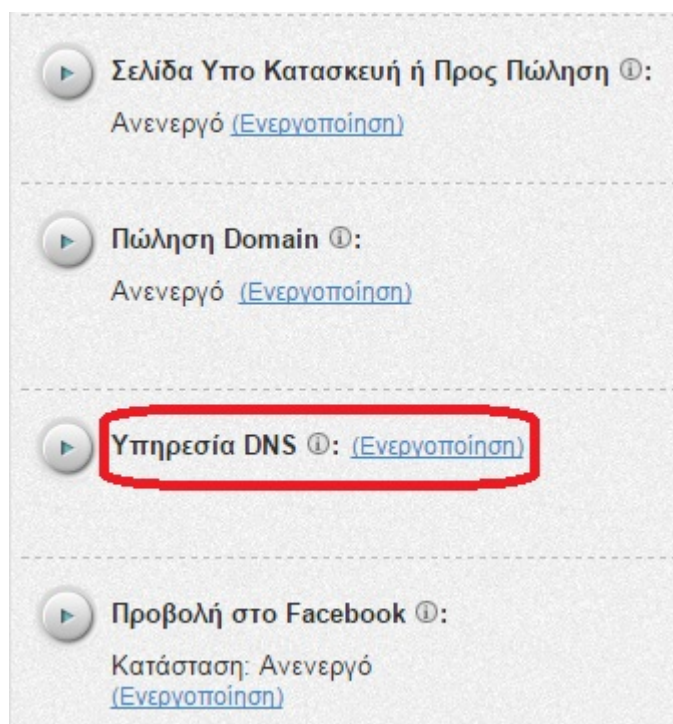 Σελίδα Υπο Κατασκευή ή Προς Πώληση ⓘ:
Ανενεργό (Ενεργοποίηση)
Πώληση Domain ⓘ:
Ανενεργό (Ενεργοποίηση)
Υπηρεσία DNS ⓘ: (Ενεργοποίηση)
Προβολή στο Facebook ⓘ:
Κατάσταση: Ανενεργό
(Ενεργοποίηση)